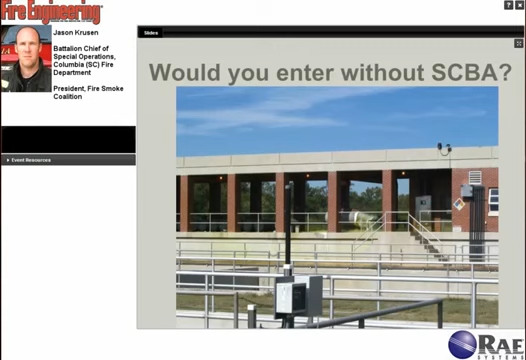 Fire Engineering
Jason Krusen
Battalion Chief of
Special Operations,
Columbia (SC) Fire
Department
President, Fire Smoke
Coalition
Event Resources
Slides
Would you enter without SCBA?
RAE
SYSTEMS